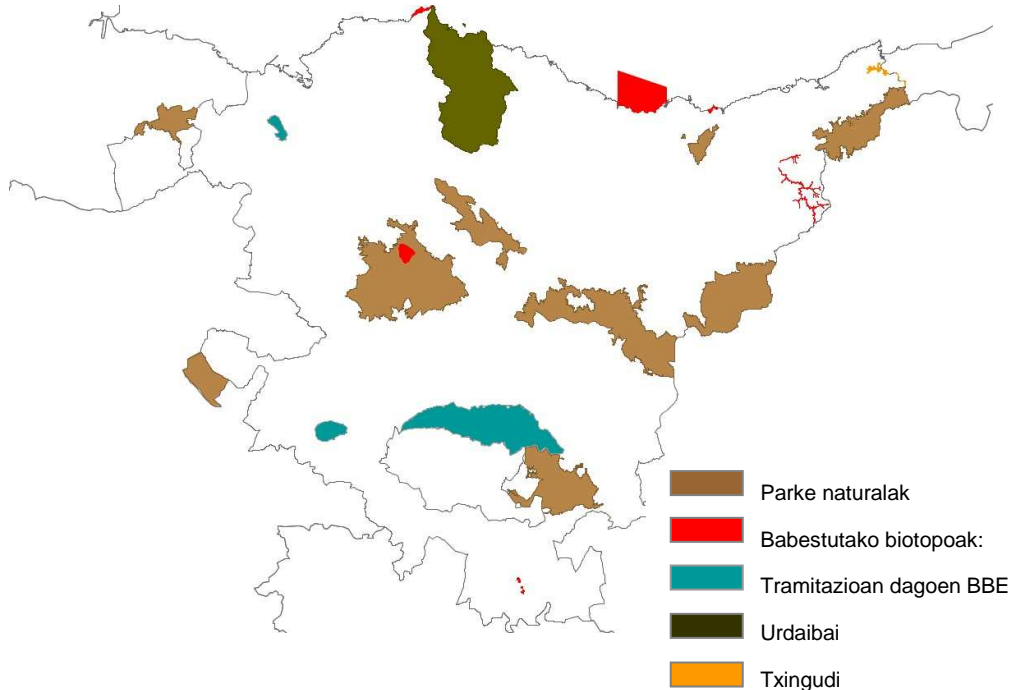 Parke naturalak
Babestutako biotopoak:
Tramitazioan dagoen BBE
Urdaibai
Txingudi